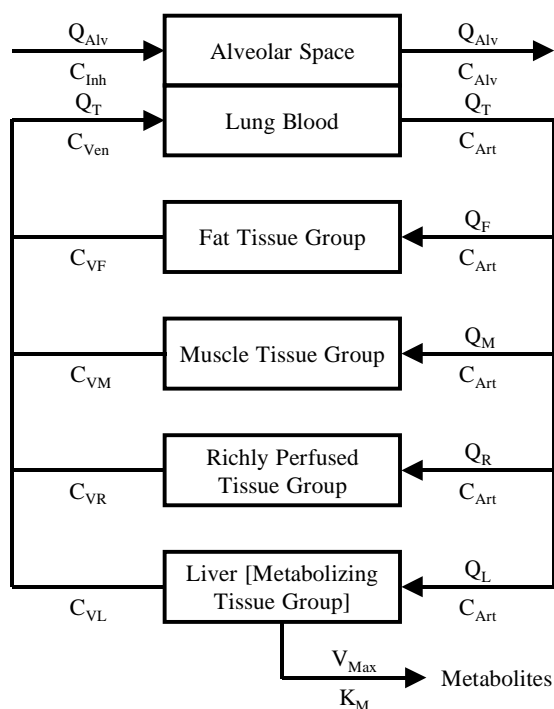 Q_Alv
Alveolar Space
Q_Alv
C_Inh
C_Alv
Q_T
Lung Blood
Q_T
C_Ven
C_Art
Fat Tissue Group
Q_F
C_VF
C_Art
Muscle Tissue Group
Q_M
C_VM
C_Art
Richly Perfused
Tissue Group
Q_R
C_VR
C_Art
Liver [Metabolizing
Tissue Group]
Q_L
C_VL
C_Art
V_Max
K_M
Metabolites